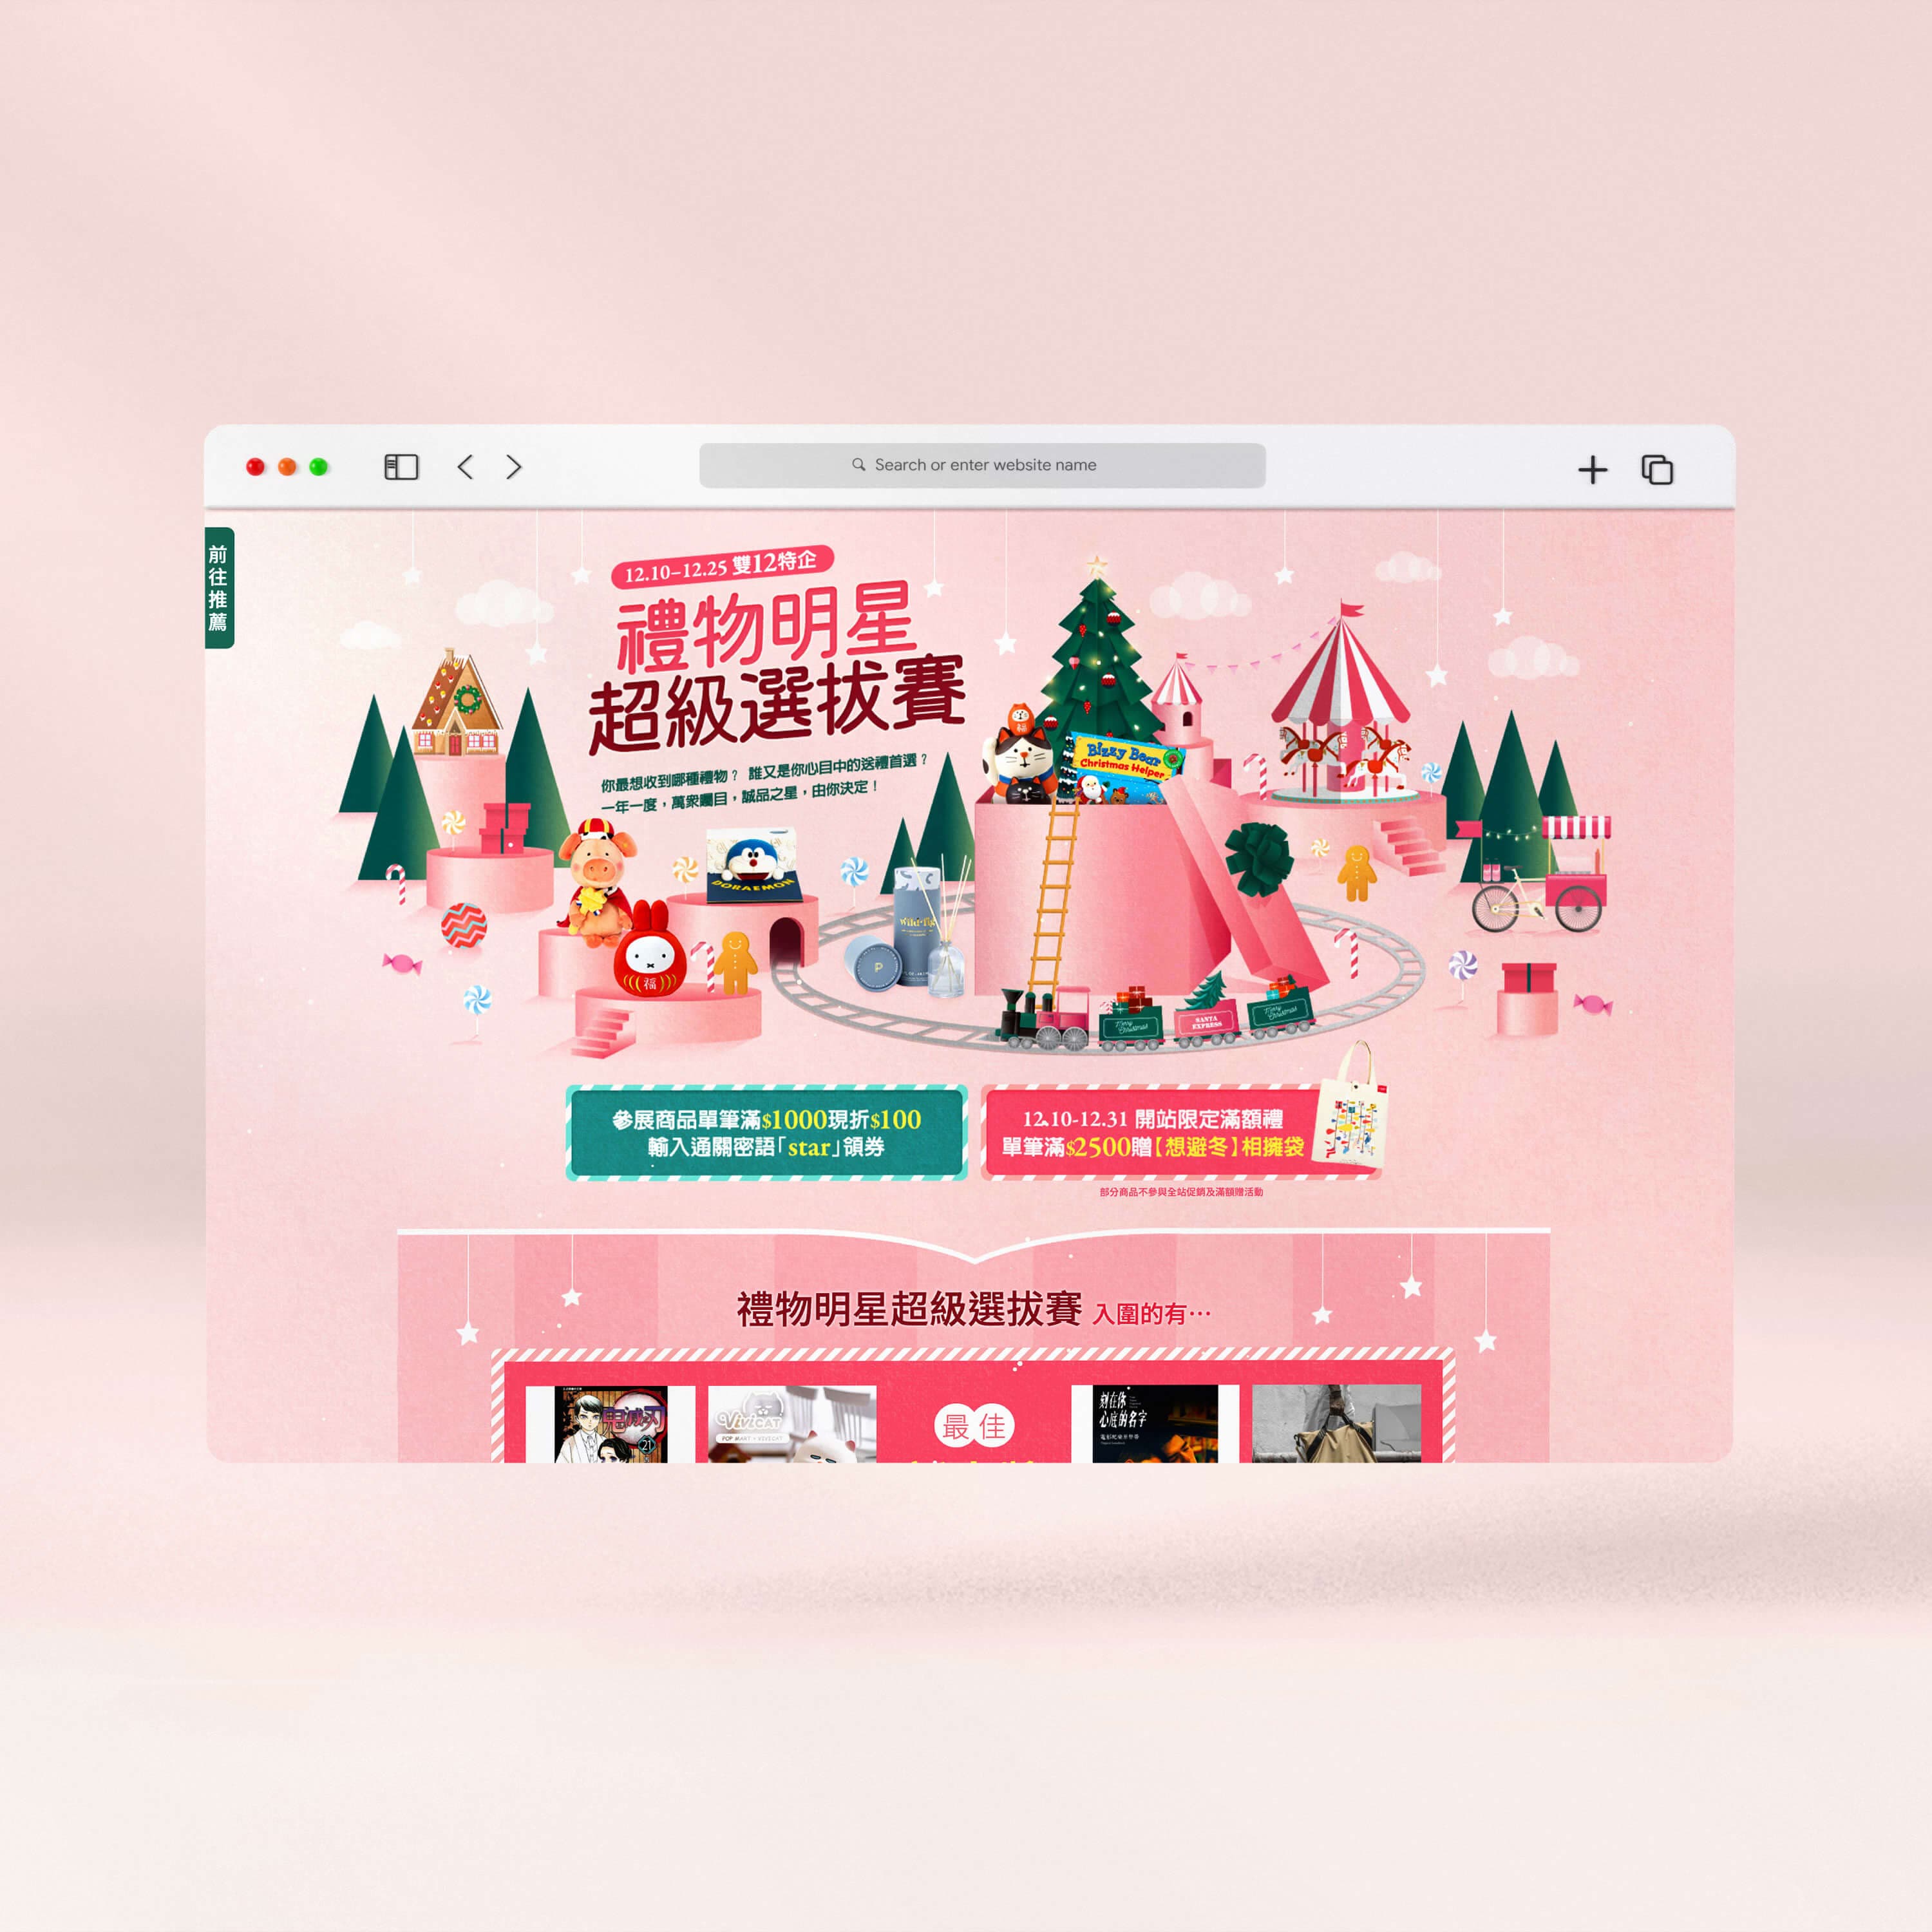 Search or enter website name
前往推薦
12.10–12.25 雙12特企
禮物明星
超級選拔賽
你最想收到哪種禮物？ 誰又是你心目中的送禮首選？
一年一度，萬眾矚目，誠品之星，由你決定！
Bizzy Bear
Christmas Helper
福
DORAEMON
wild-fig
P
福
Merry Christmas
SANTA EXPRESS
Merry Christmas
參展商品單筆滿$1000現折$100
輸入通關密語「star」領券
12.10-12.31 開站限定滿額禮
單筆滿$2500贈【想避冬】相擁袋
部分商品不參與全站促銷及滿額贈活動
禮物明星超級選拔賽 入圍的有…
鬼滅之刃
21
ViViCAT
POP MART × VIVICAT
最佳
刻在你
心底的名字